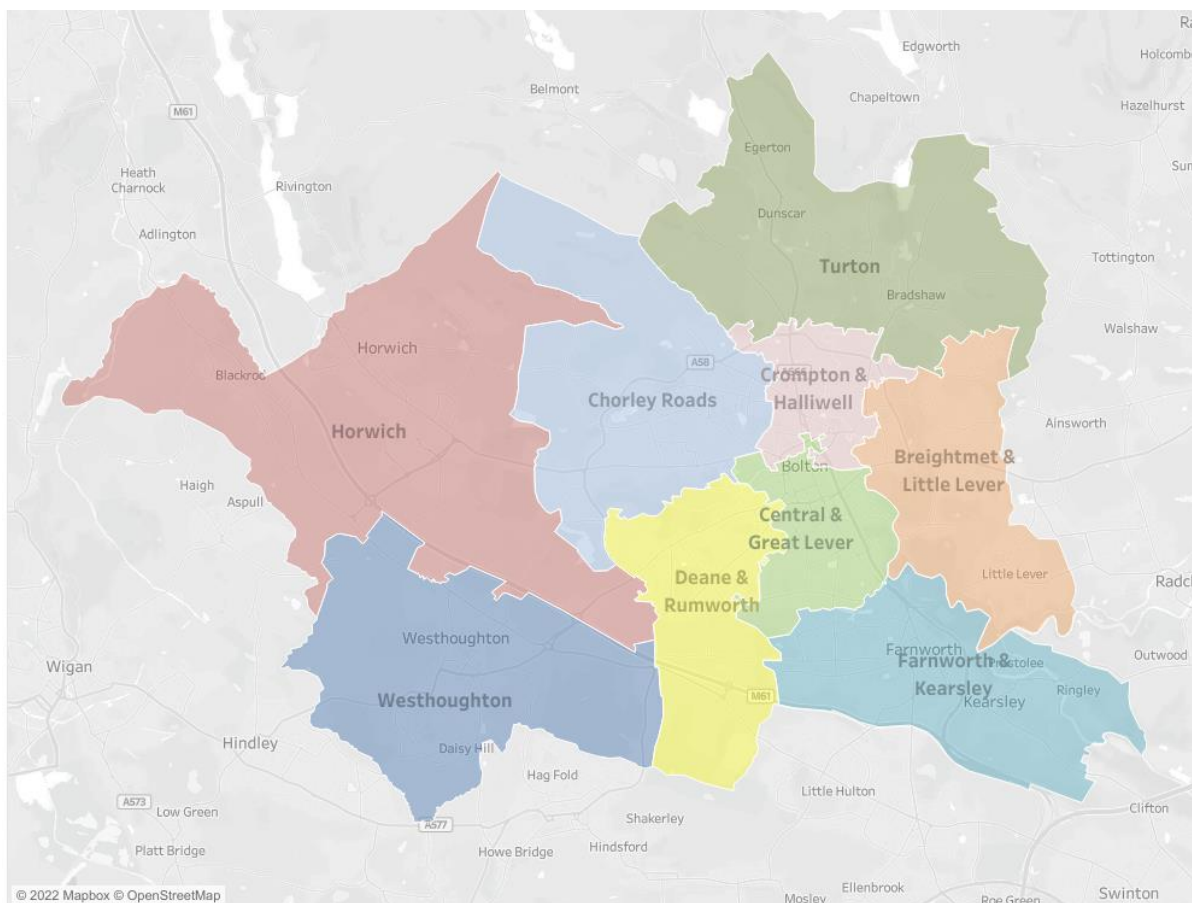 Edgworth
Holcomb
Belmont
Chapeltown
Hazelhurst
M61
Egerton
Heath
Charnock
Rivington
Dunscar
Adlington
Tottington
Turton
Bradshaw
Walshaw
Horwich
A58
Blackrod
Crompton &
Halliwell
Chorley Roads
Horwich
Ainsworth
Breightmet &
Little Lever
Bolton
Haigh
Aspull
Central &
Great Lever
Deane &
Rumworth
Little Lever
Westhoughton
Farnworth
Outwood
Wigan
Farnworth &
Kearsley
Ringley
Westhoughton
M61
Kearsley
Hindley
Daisy Hill
Hag Fold
Little Hulton
A573
Low Green
Clifton
Shakerley
A577
Platt Bridge
Howe Bridge
Hindsford
Ellenbrook
Swinton
Mosley
Roe Green
© 2022 Mapbox © OpenStreetMap